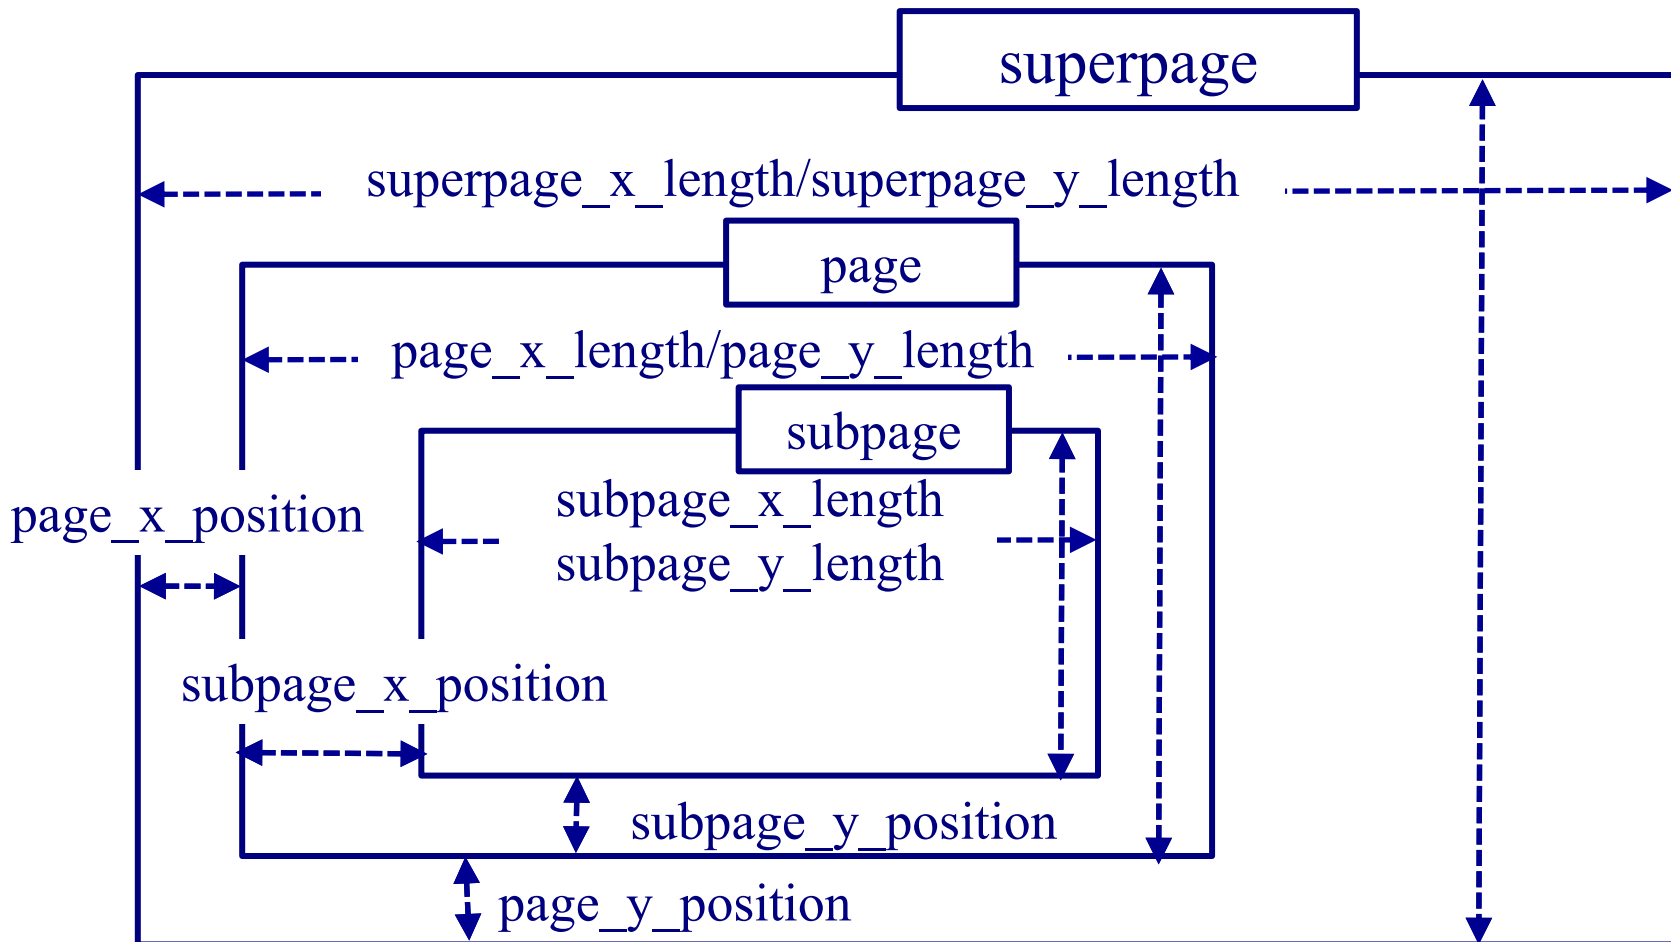 superpage
superpage_x_length/superpage_y_length
page
page_x_length/page_y_length
subpage
subpage_x_length
page_x_position
subpage_y_length
subpage_x_position
subpage_y_position
page_y_position